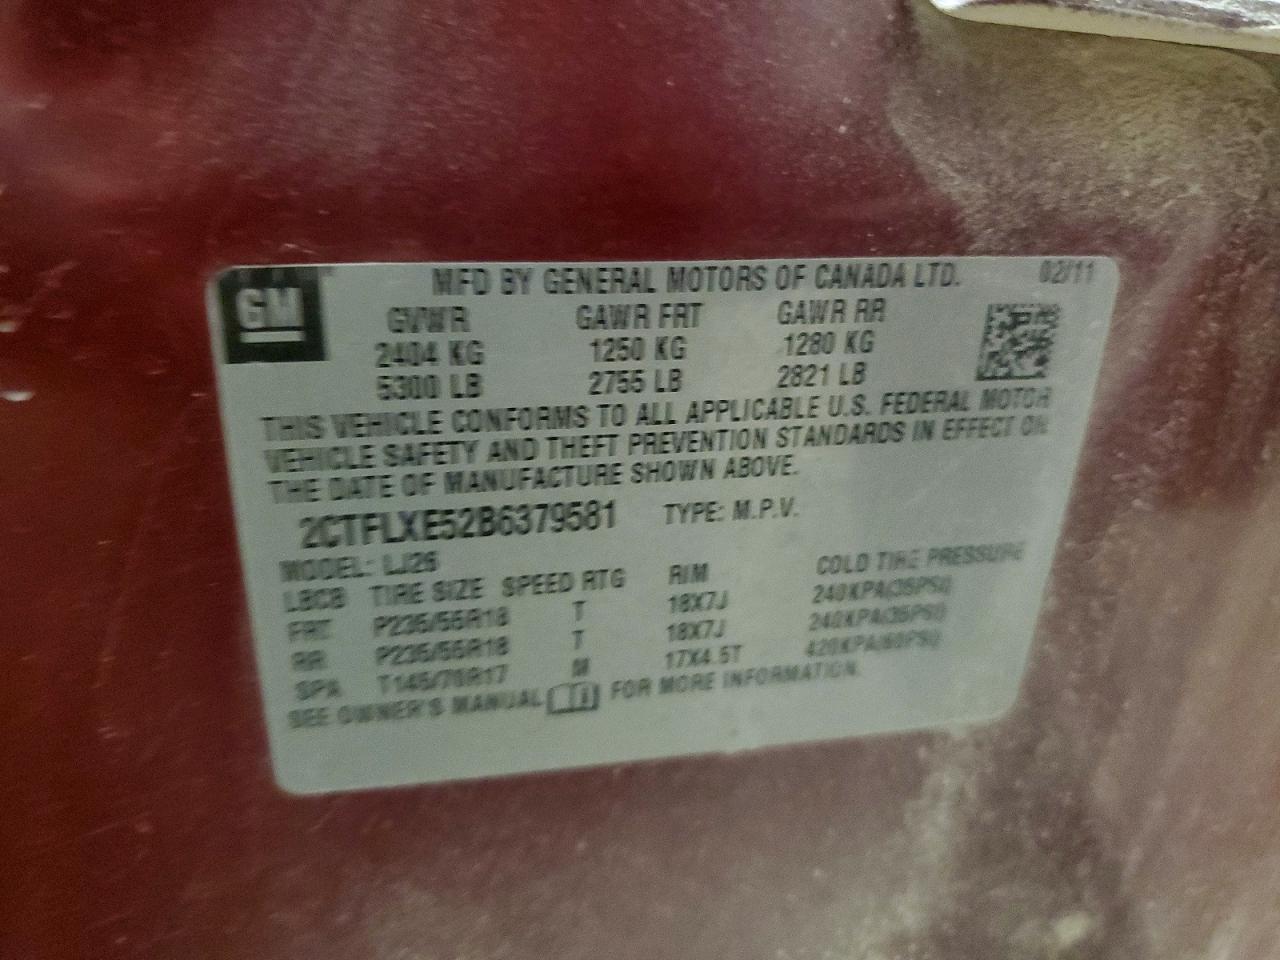 GM
MFD BY GENERAL MOTORS OF CANADA LTD. 02/11
GVWR GAWR FRT GAWR RR
2404 KG 1250 KG 1280 KG
5300 LB 2755 LB 2821 LB
THIS VEHICLE CONFORMS TO ALL APPLICABLE U.S. FEDERAL MOTOR
VEHICLE SAFETY AND THEFT PREVENTION STANDARDS IN EFFECT ON
THE DATE OF MANUFACTURE SHOWN ABOVE.
2CTFLXE52B6379581 TYPE: M.P.V.
MODEL: LJ26
LBCB TIRE SIZE SPEED RTG RIM COLD TIRE PRESSURE
FRT P235/55R18 T 18X7J 240KPA(35PSI)
RR P235/55R18 T 18X7J 240KPA(35PSI)
SPA T145/70R17 M 17X4.5T 420KPA(60PSI)
SEE OWNER'S MANUAL FOR MORE INFORMATION.